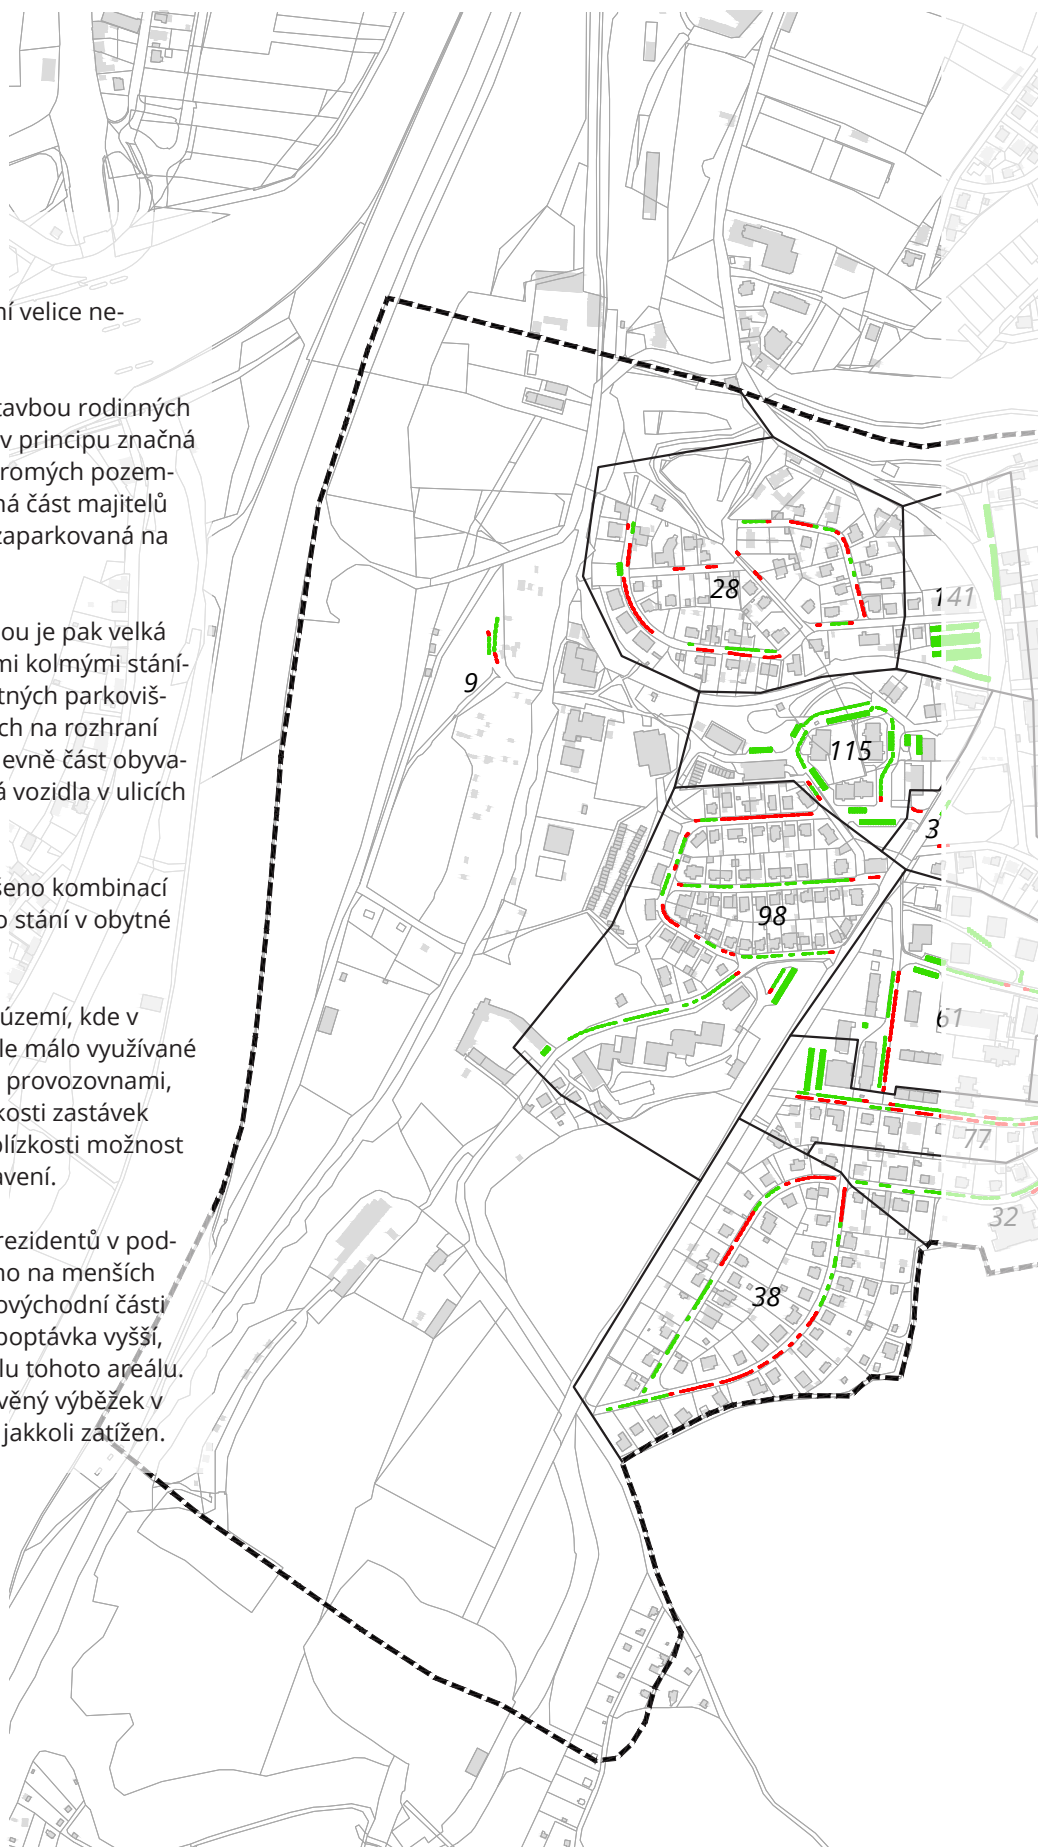 ní velice ne-
tavbou rodinných
v principu značná
romých pozem-
ná část majitelů
zaparkovaná na
ou je pak velká
mi kolmými stání-
tných parkoviš-
ch na rozhraní
evně část obyva-
á vozidla v ulicích
šeno kombinací
o stání v obytné
území, kde v
le málo využívané
provozovnami,
kosti zastávek
blízkosti možnost
avení.
rezidentů v pod-
no na menších
ovýchodní části
poptávka vyšší,
lu tohoto areálu.
věný výběžek v
jakkoli zatížen.
28
141
9
115
3
98
61
77
32
38